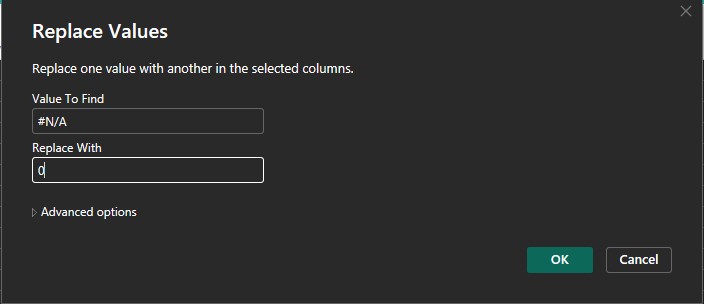 Replace Values
Replace one value with another in the selected columns.
Value To Find
#N/A
Replace With
0
Advanced options
OK
Cancel